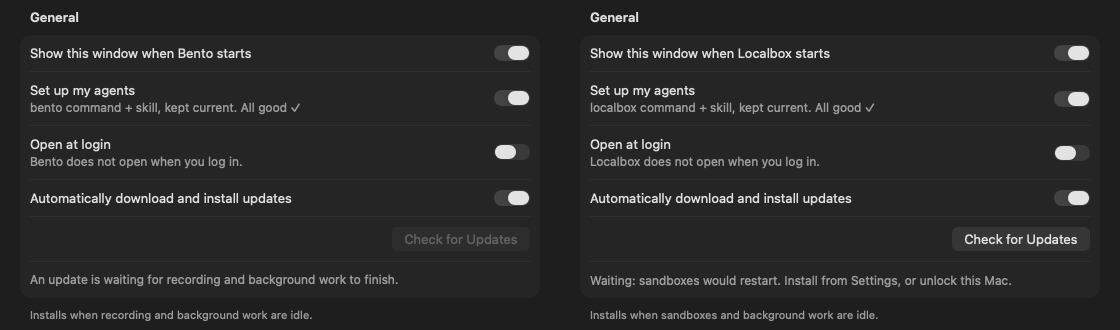 General
Show this window when Bento starts
Set up my agents
bento command + skill, kept current. All good ✓
Open at login
Bento does not open when you log in.
Automatically download and install updates
Check for Updates
An update is waiting for recording and background work to finish.
Installs when recording and background work are idle.
General
Show this window when Localbox starts
Set up my agents
localbox command + skill, kept current. All good ✓
Open at login
Localbox does not open when you log in.
Automatically download and install updates
Check for Updates
Waiting: sandboxes would restart. Install from Settings, or unlock this Mac.
Installs when sandboxes and background work are idle.